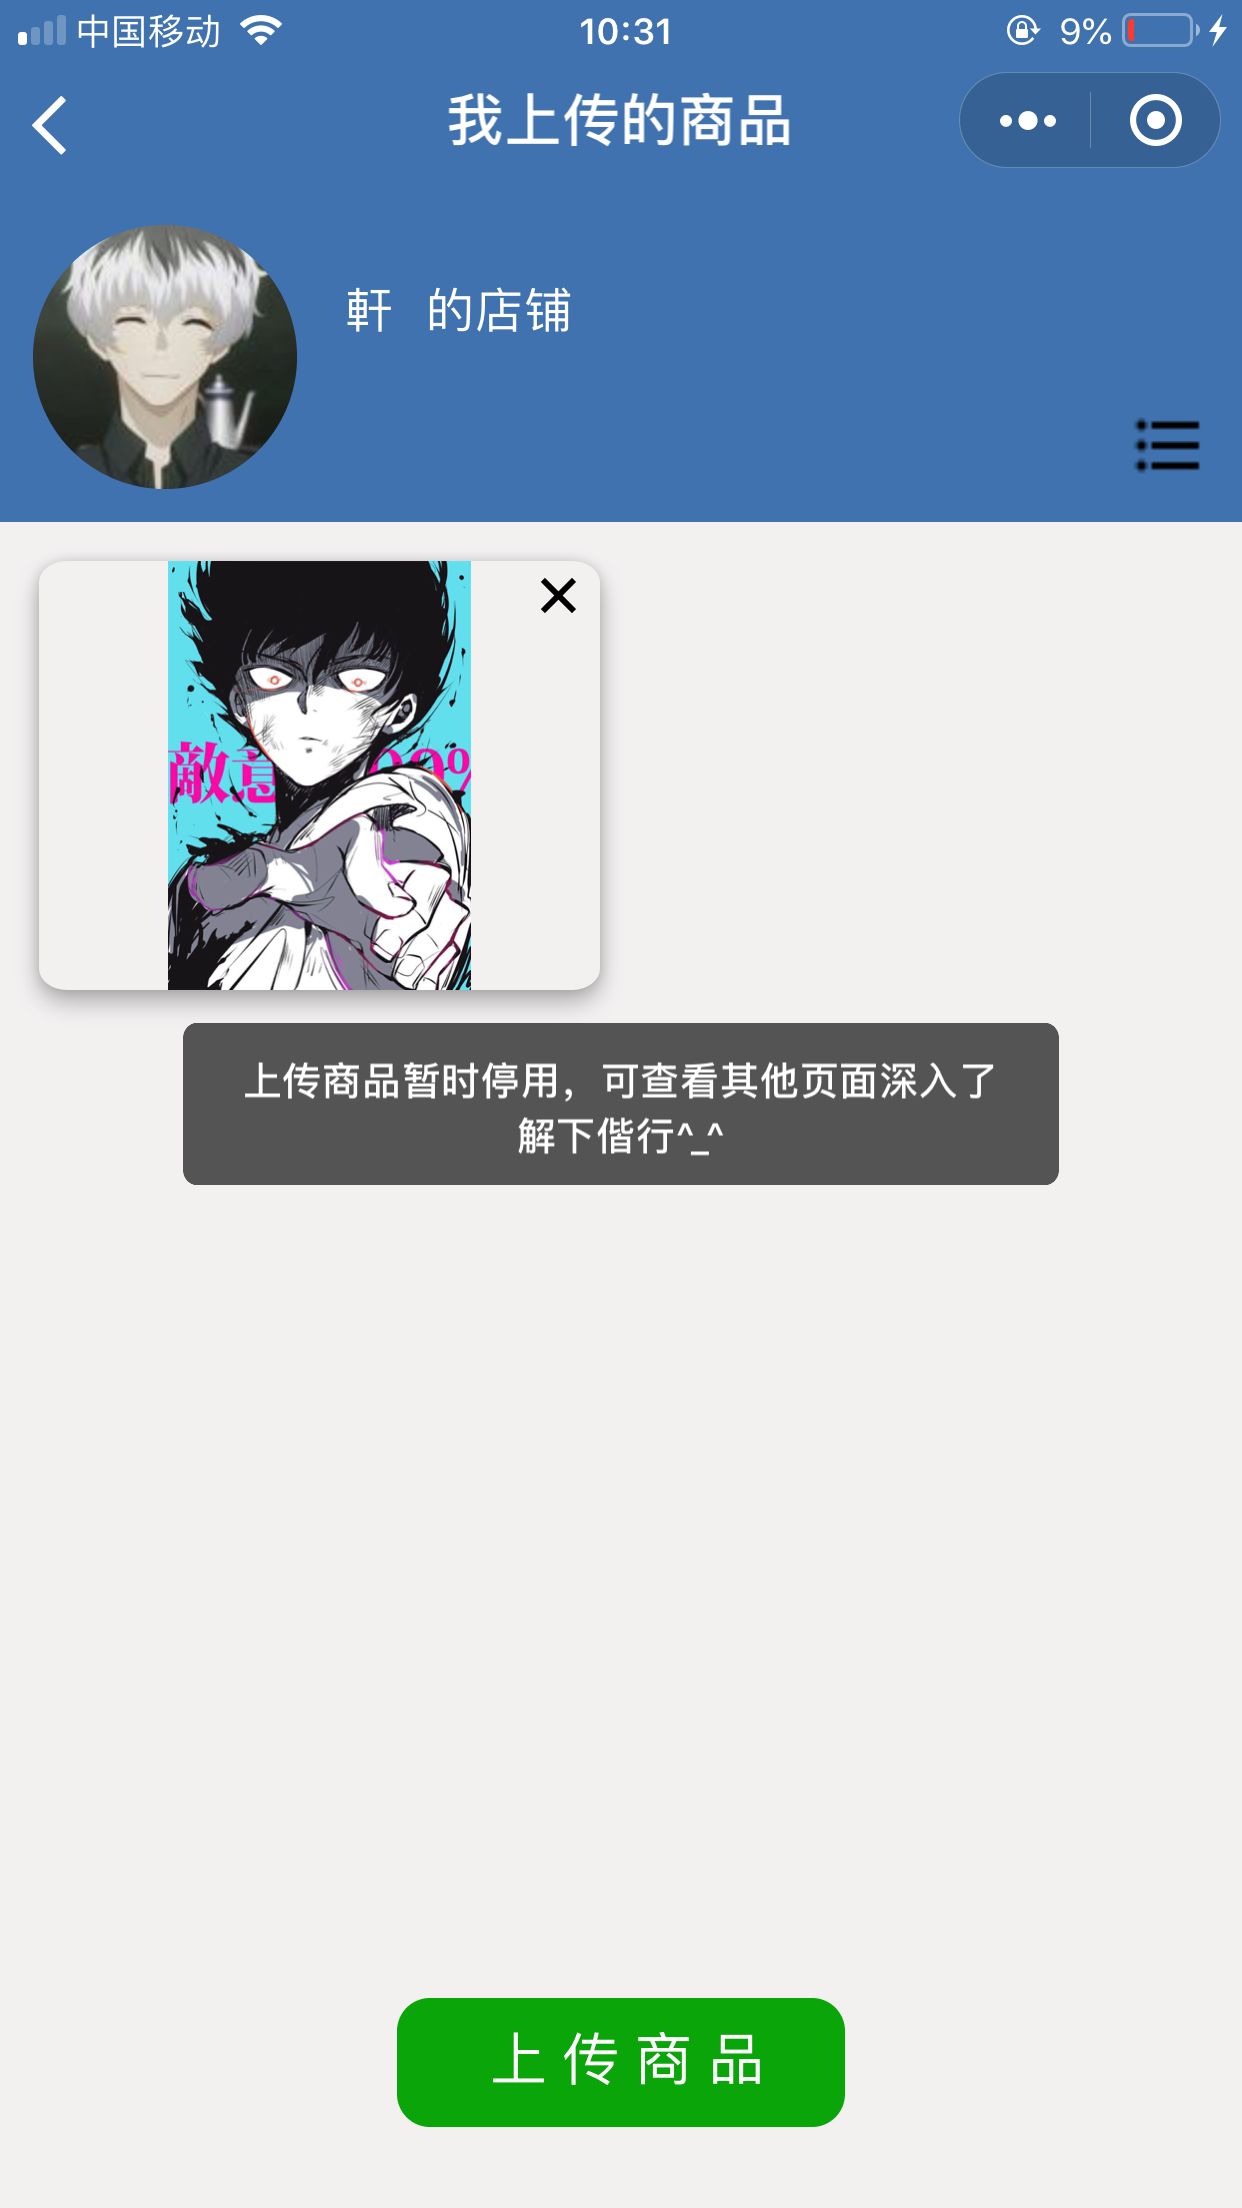 中国移动
10:31
9%
我上传的商品
軒 的店铺
敵意
99%
上传商品暂时停用，可查看其他页面深入了
解下偕行^_^
上传商品